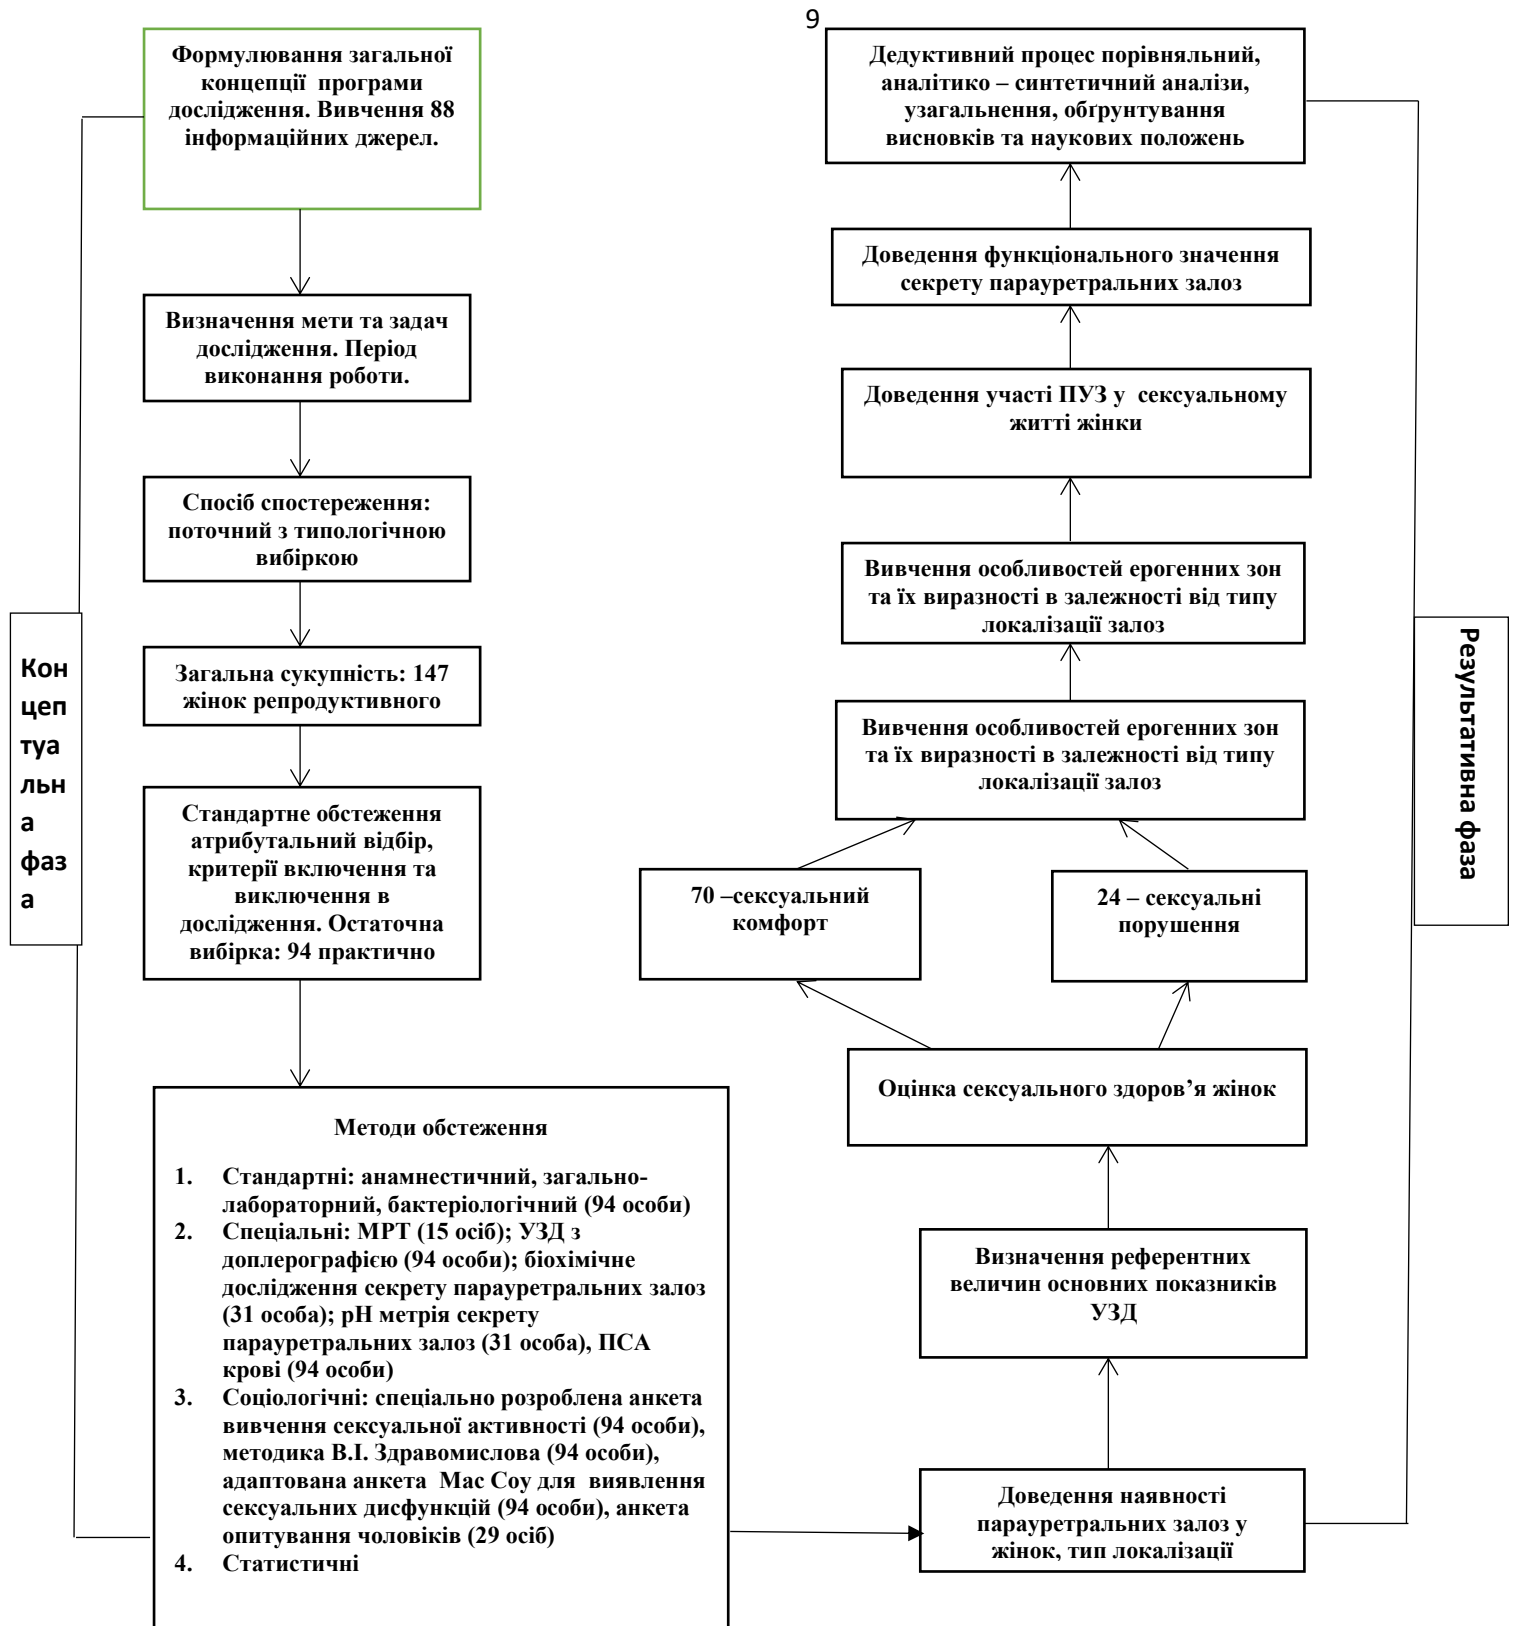 9
Формулювання загальної
концепції програми
дослідження. Вивчення 88
інформаційних джерел.
Визначення мети та задач
дослідження. Період
виконання роботи.
Спосіб спостереження:
поточний з типологічною
вибіркою
Загальна сукупність: 147
жінок репродуктивного
Стандартне обстеження
атрибутальний відбір,
критерії включення та
виключення в
дослідження. Остаточна
вибірка: 94 практично
Кон
цеп
туа
льн
а
фаз
а
Методи обстеження
1. Стандартні: анамнестичний, загально-
лабораторний, бактеріологічний (94 особи)
2. Спеціальні: МРТ (15 осіб); УЗД з
доплерографією (94 особи); біохімічне
дослідження секрету парауретральних залоз
(31 особа); рН метрія секрету
парауретральних залоз (31 особа), ПСА
крові (94 особи)
3. Соціологічні: спеціально розроблена анкета
вивчення сексуальної активності (94 особи),
методика В.І. Здравомислова (94 особи),
адаптована анкета Мас Соу для виявлення
сексуальних дисфункцій (94 особи), анкета
опитування чоловіків (29 осіб)
4. Статистичні
Дедуктивний процес порівняльний,
аналітико – синтетичний аналізи,
узагальнення, обґрунтування
висновків та наукових положень
Доведення функціонального значення
секрету парауретральних залоз
Доведення участі ПУЗ у сексуальному
житті жінки
Вивчення особливостей ерогенних зон
та їх виразності в залежності від типу
локалізації залоз
Вивчення особливостей ерогенних зон
та їх виразності в залежності від типу
локалізації залоз
70 –сексуальний
комфорт
24 – сексуальні
порушення
Оцінка сексуального здоров’я жінок
Визначення референтних
величин основних показників
УЗД
Доведення наявності
парауретральних залоз у
жінок, тип локалізації
Результативна фаза